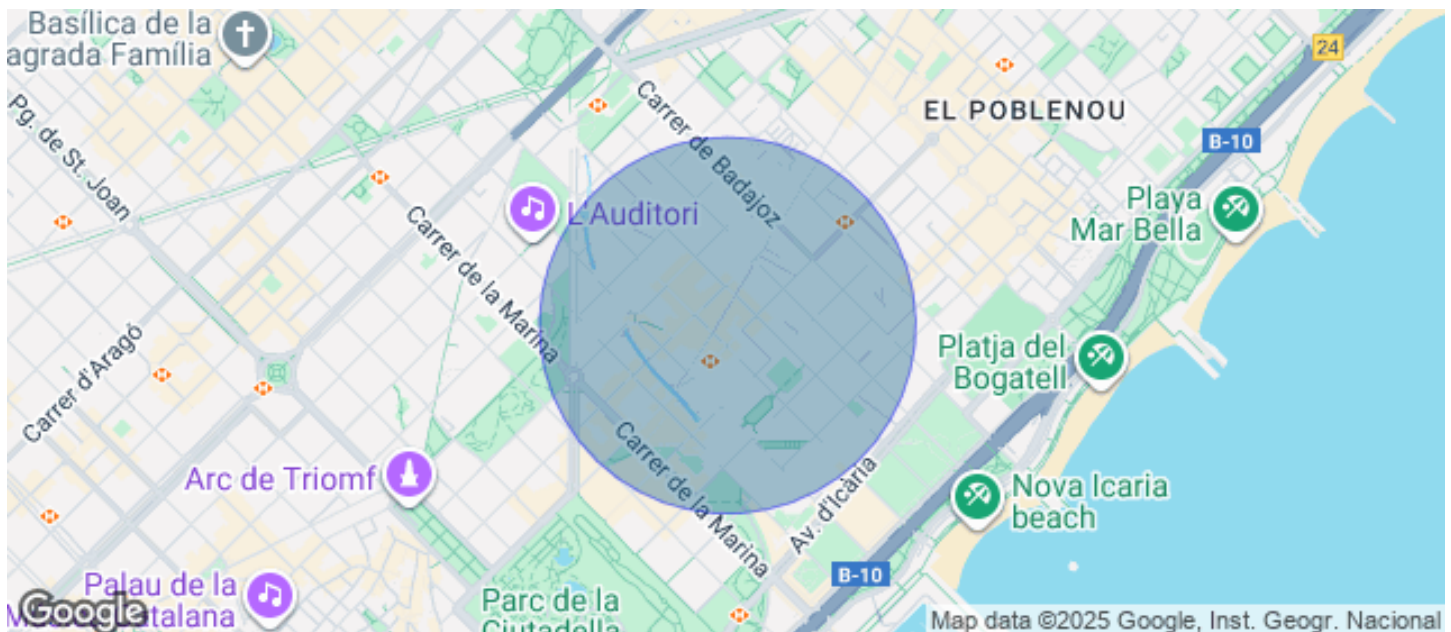 Basílica de la
agrada Família
24
EL POBLENOU
B-10
Carrer de Badajoz
Pg. de St. Joan
L'Auditori
Playa
Mar Bella
Carrer de la Marina
Carrer d'Aragó
Platja del
Bogatell
Carrer de la Marina
Arc de Triomf
Av. d'Icària
Nova Icaria
beach
B-10
Palau de la
Parc de la
Ciutadella
Google
Map data ©2025 Google, Inst. Geogr. Nacional